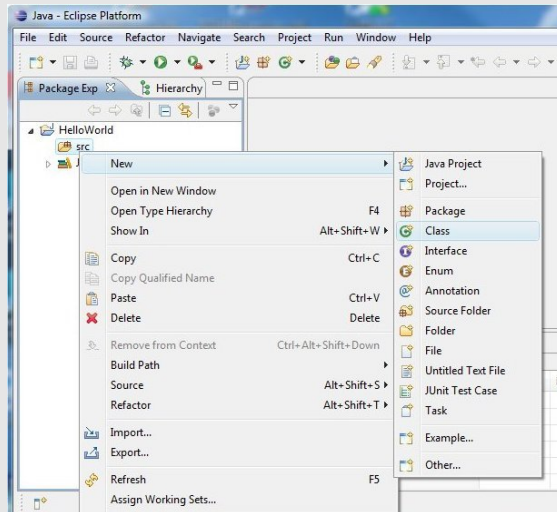 Java - Eclipse Platform
File Edit Source Refactor Navigate Search Project Run Window Help
Package Exp Hierarchy
HelloWorld
src
J
New
Open in New Window
Open Type Hierarchy F4
Show In Alt+Shift+W
Copy Ctrl+C
Copy Qualified Name
Paste Ctrl+V
Delete Delete
Remove from Context Ctrl+Alt+Shift+Down
Build Path
Source Alt+Shift+S
Refactor Alt+Shift+T
Import...
Export...
Refresh F5
Assign Working Sets...
Java Project
Project...
Package
Class
Interface
Enum
Annotation
Source Folder
Folder
File
Untitled Text File
JUnit Test Case
Task
Example...
Other...